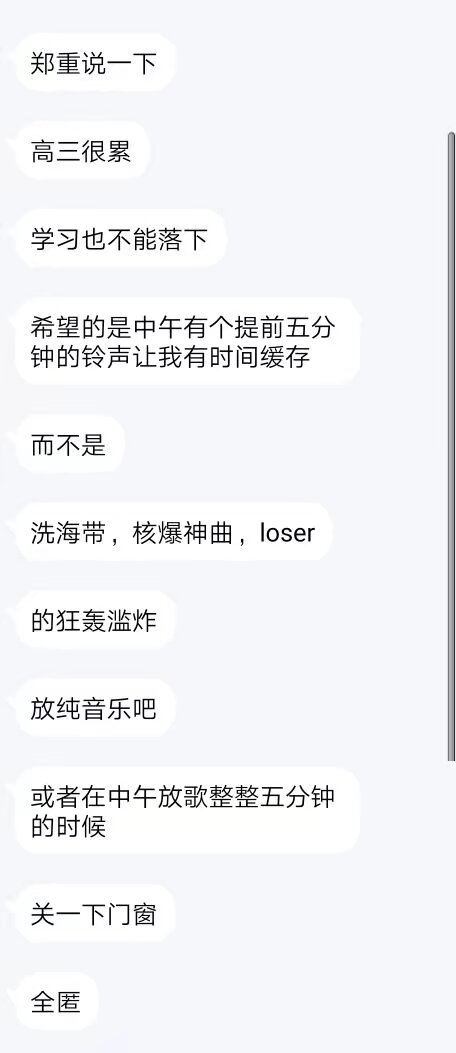 郑重说一下
高三很累
学习也不能落下
希望的是中午有个提前五分
钟的铃声让我有时间缓存
而不是
洗海带，核爆神曲，loser
的狂轰滥炸
放纯音乐吧
或者在中午放歌整整五分钟
的时候
关一下门窗
全匿